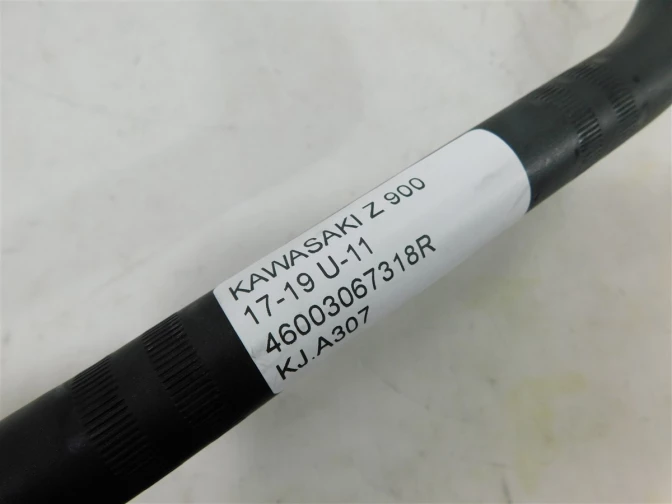 KAWASAKI Z 900
17-19 U-11
46003067318R
KJ.A307